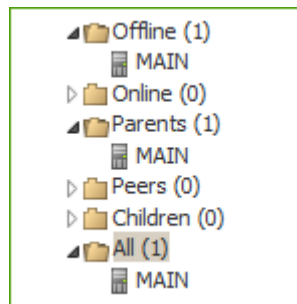 Offline (1)
MAIN
Online (0)
Parents (1)
MAIN
Peers (0)
Children (0)
All (1)
MAIN